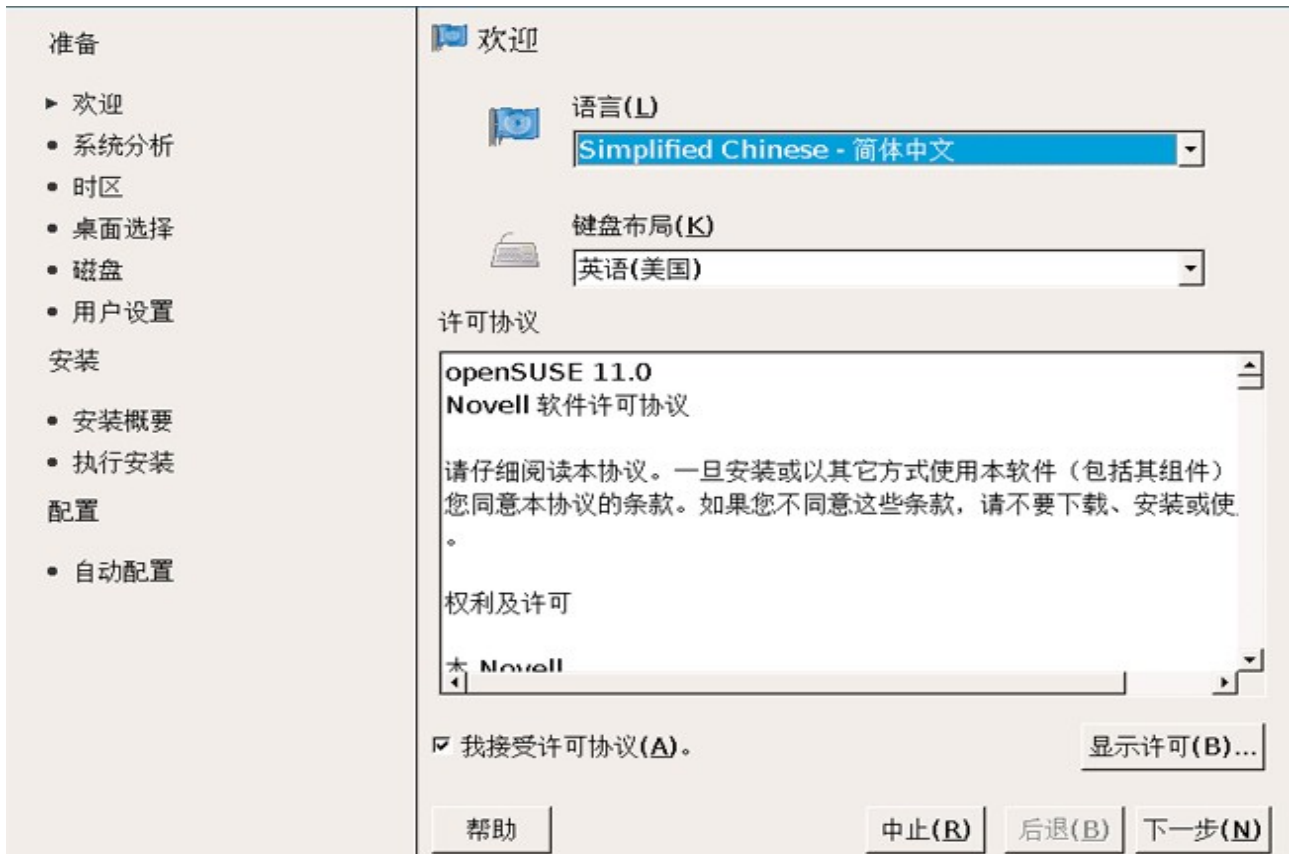 准备
欢迎
系统分析
时区
桌面选择
磁盘
用户设置
安装
安装概要
执行安装
配置
自动配置
欢迎
语言(L)
Simplified Chinese - 简体中文
键盘布局(K)
英语(美国)
许可协议
openSUSE 11.0
Novell 软件许可协议
请仔细阅读本协议。一旦安装或以其它方式使用本软件（包括其组件）
您同意本协议的条款。如果您不同意这些条款，请不要下载、安装或使
。
权利及许可
本 Novell
我接受许可协议(A)。
显示许可(B)...
帮助
中止(R)
后退(B)
下一步(N)